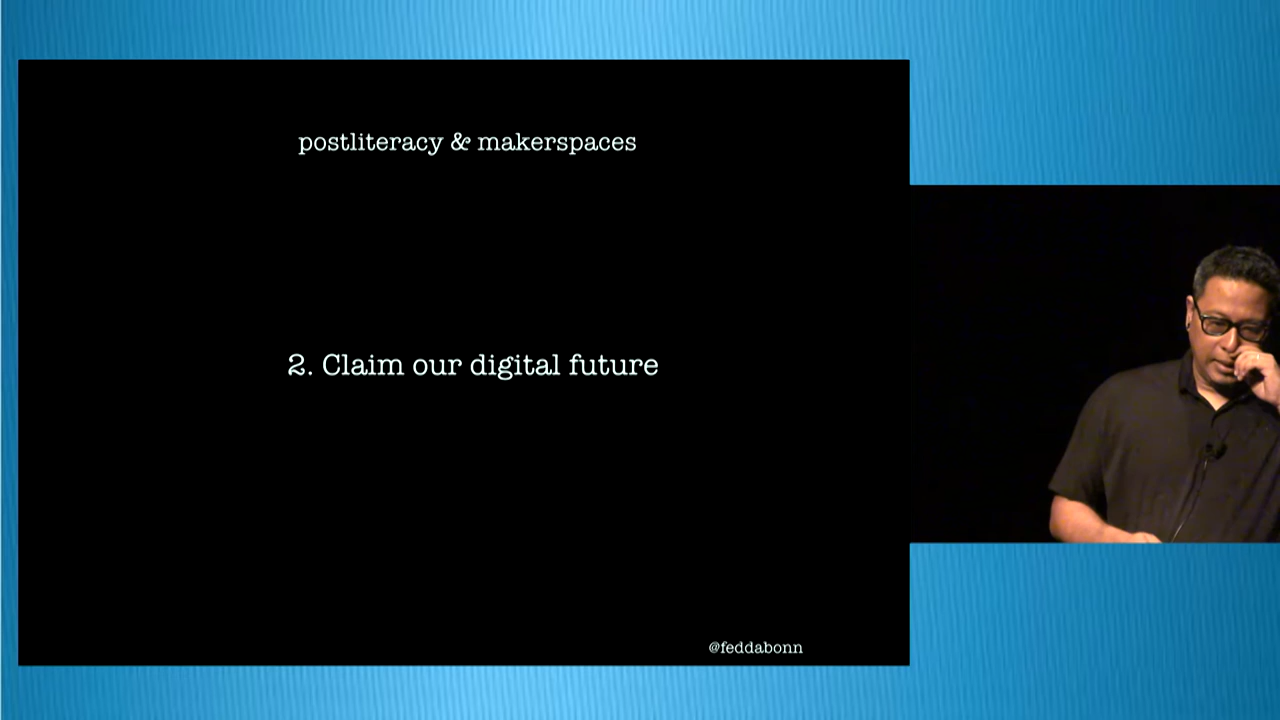 postliteracy & makerspaces
2. Claim our digital future
@feddabonn